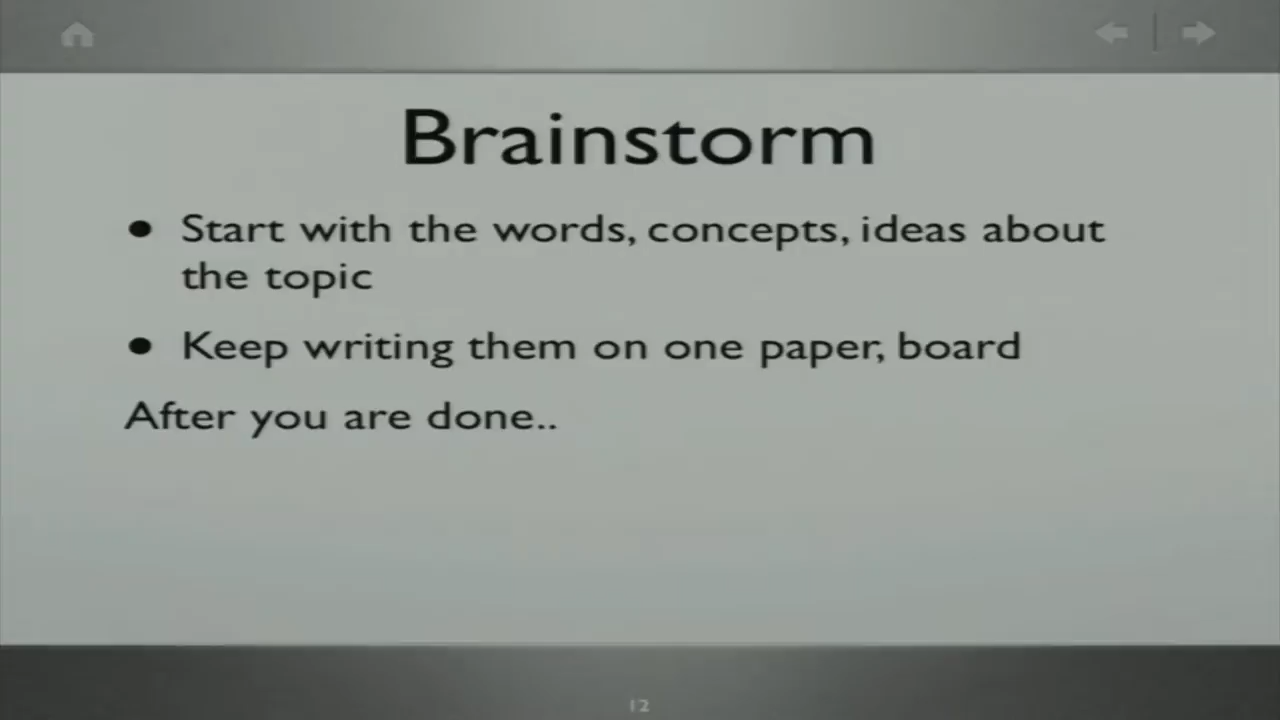 Brainstorm
● Start with the words, concepts, ideas about
the topic
● Keep writing them on one paper, board
After you are done..
12